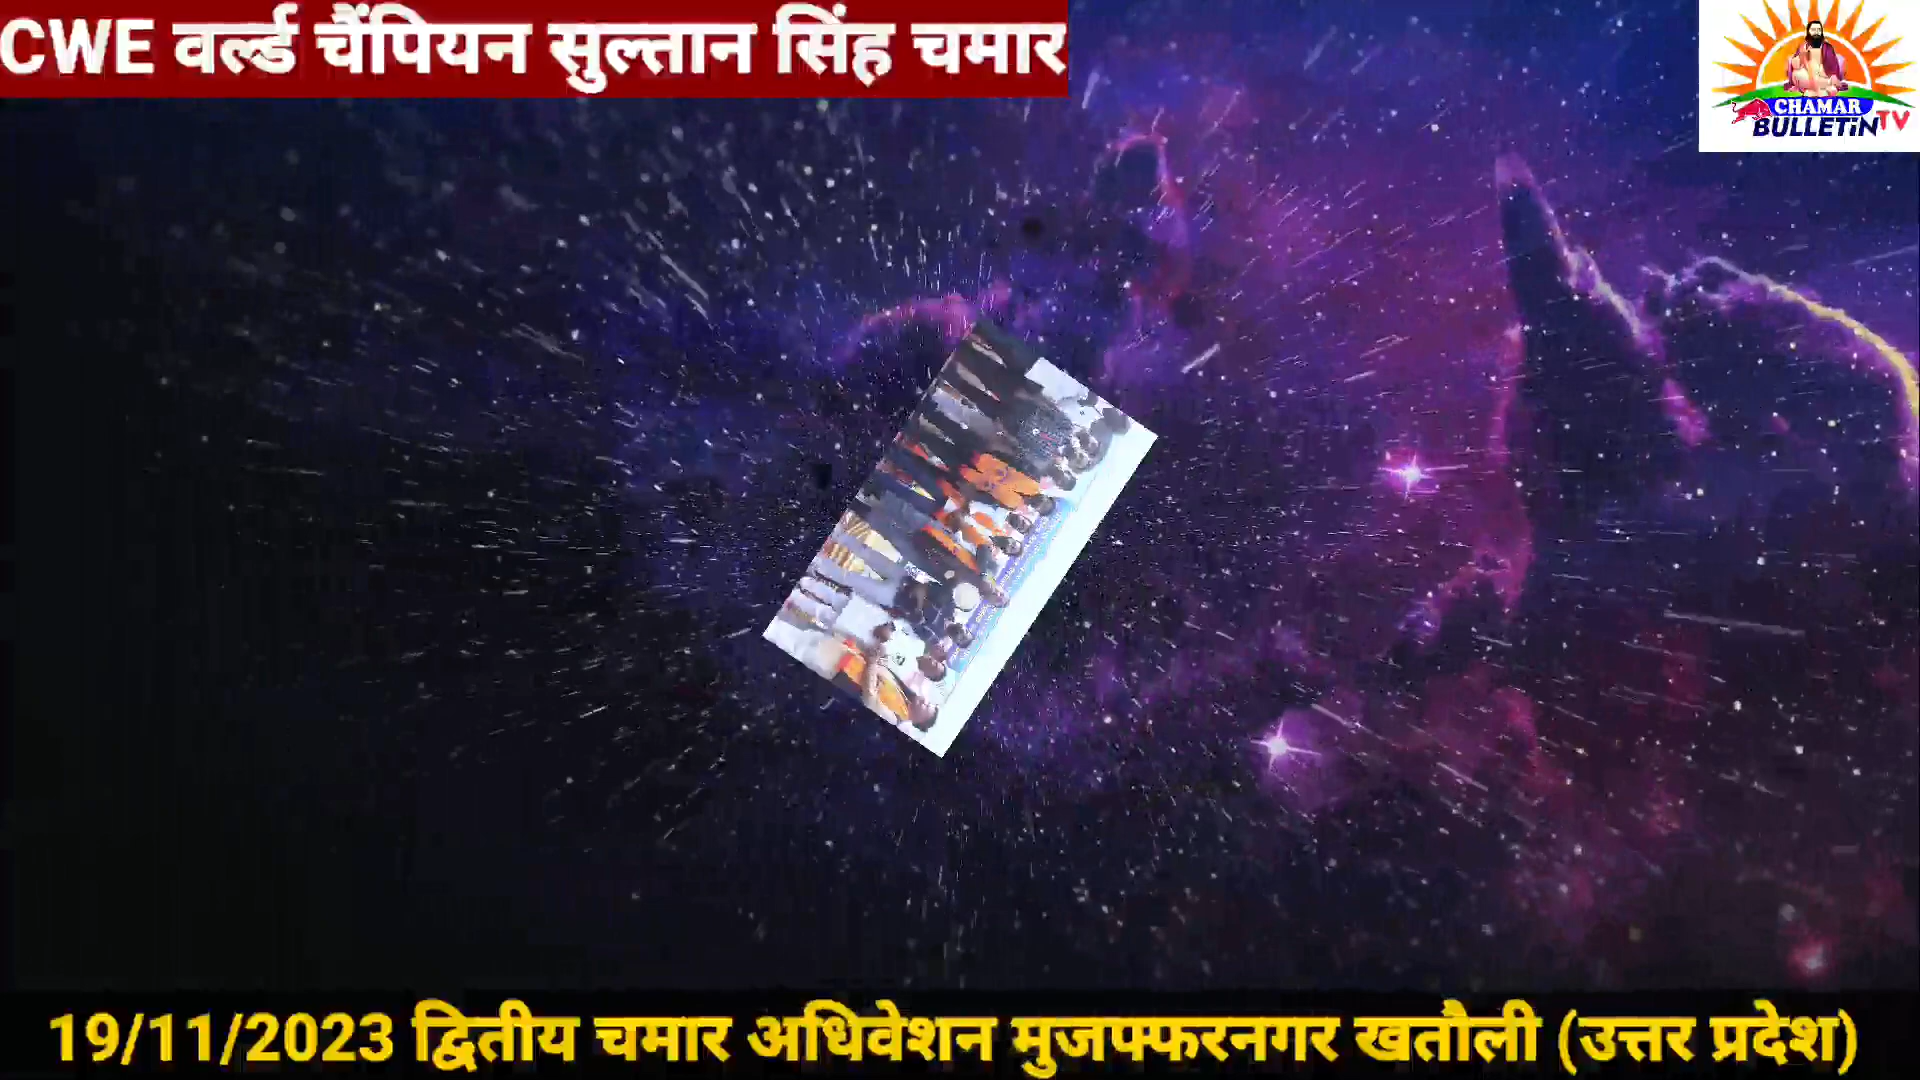 CWE वर्ल्ड चैंपियन सुल्तान सिंह चमार
CHAMAR
BULLETiN TV
19/11/2023 द्वितीय चमार अधिवेशन मुजफ्फरनगर खतौली (उत्तर प्रदेश)